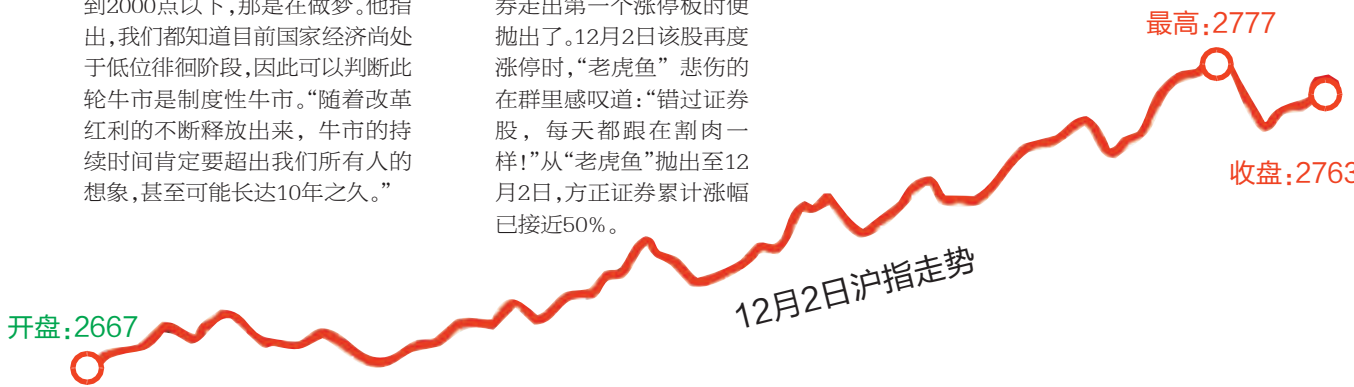 到2000点以下,那是在做梦。他指
出,我们都知道目前国家经济尚处
于低位徘徊阶段,因此可以判断此
轮牛市是制度性牛市。“随着改革
红利的不断释放出来，牛市的持
续时间肯定要超出我们所有人的
想象,甚至可能长达10年之久。”
券走出第一个涨停板时便
抛出了。12月2日该股再度
涨停时,“老虎鱼”悲伤的
在群里感叹道:“错过证券
股，每天都跟在割肉一
样!”从“老虎鱼”抛出至12
月2日,方正证券累计涨幅
已接近50%。
最高:2777
收盘:2763
12月2日沪指走势
开盘:2667